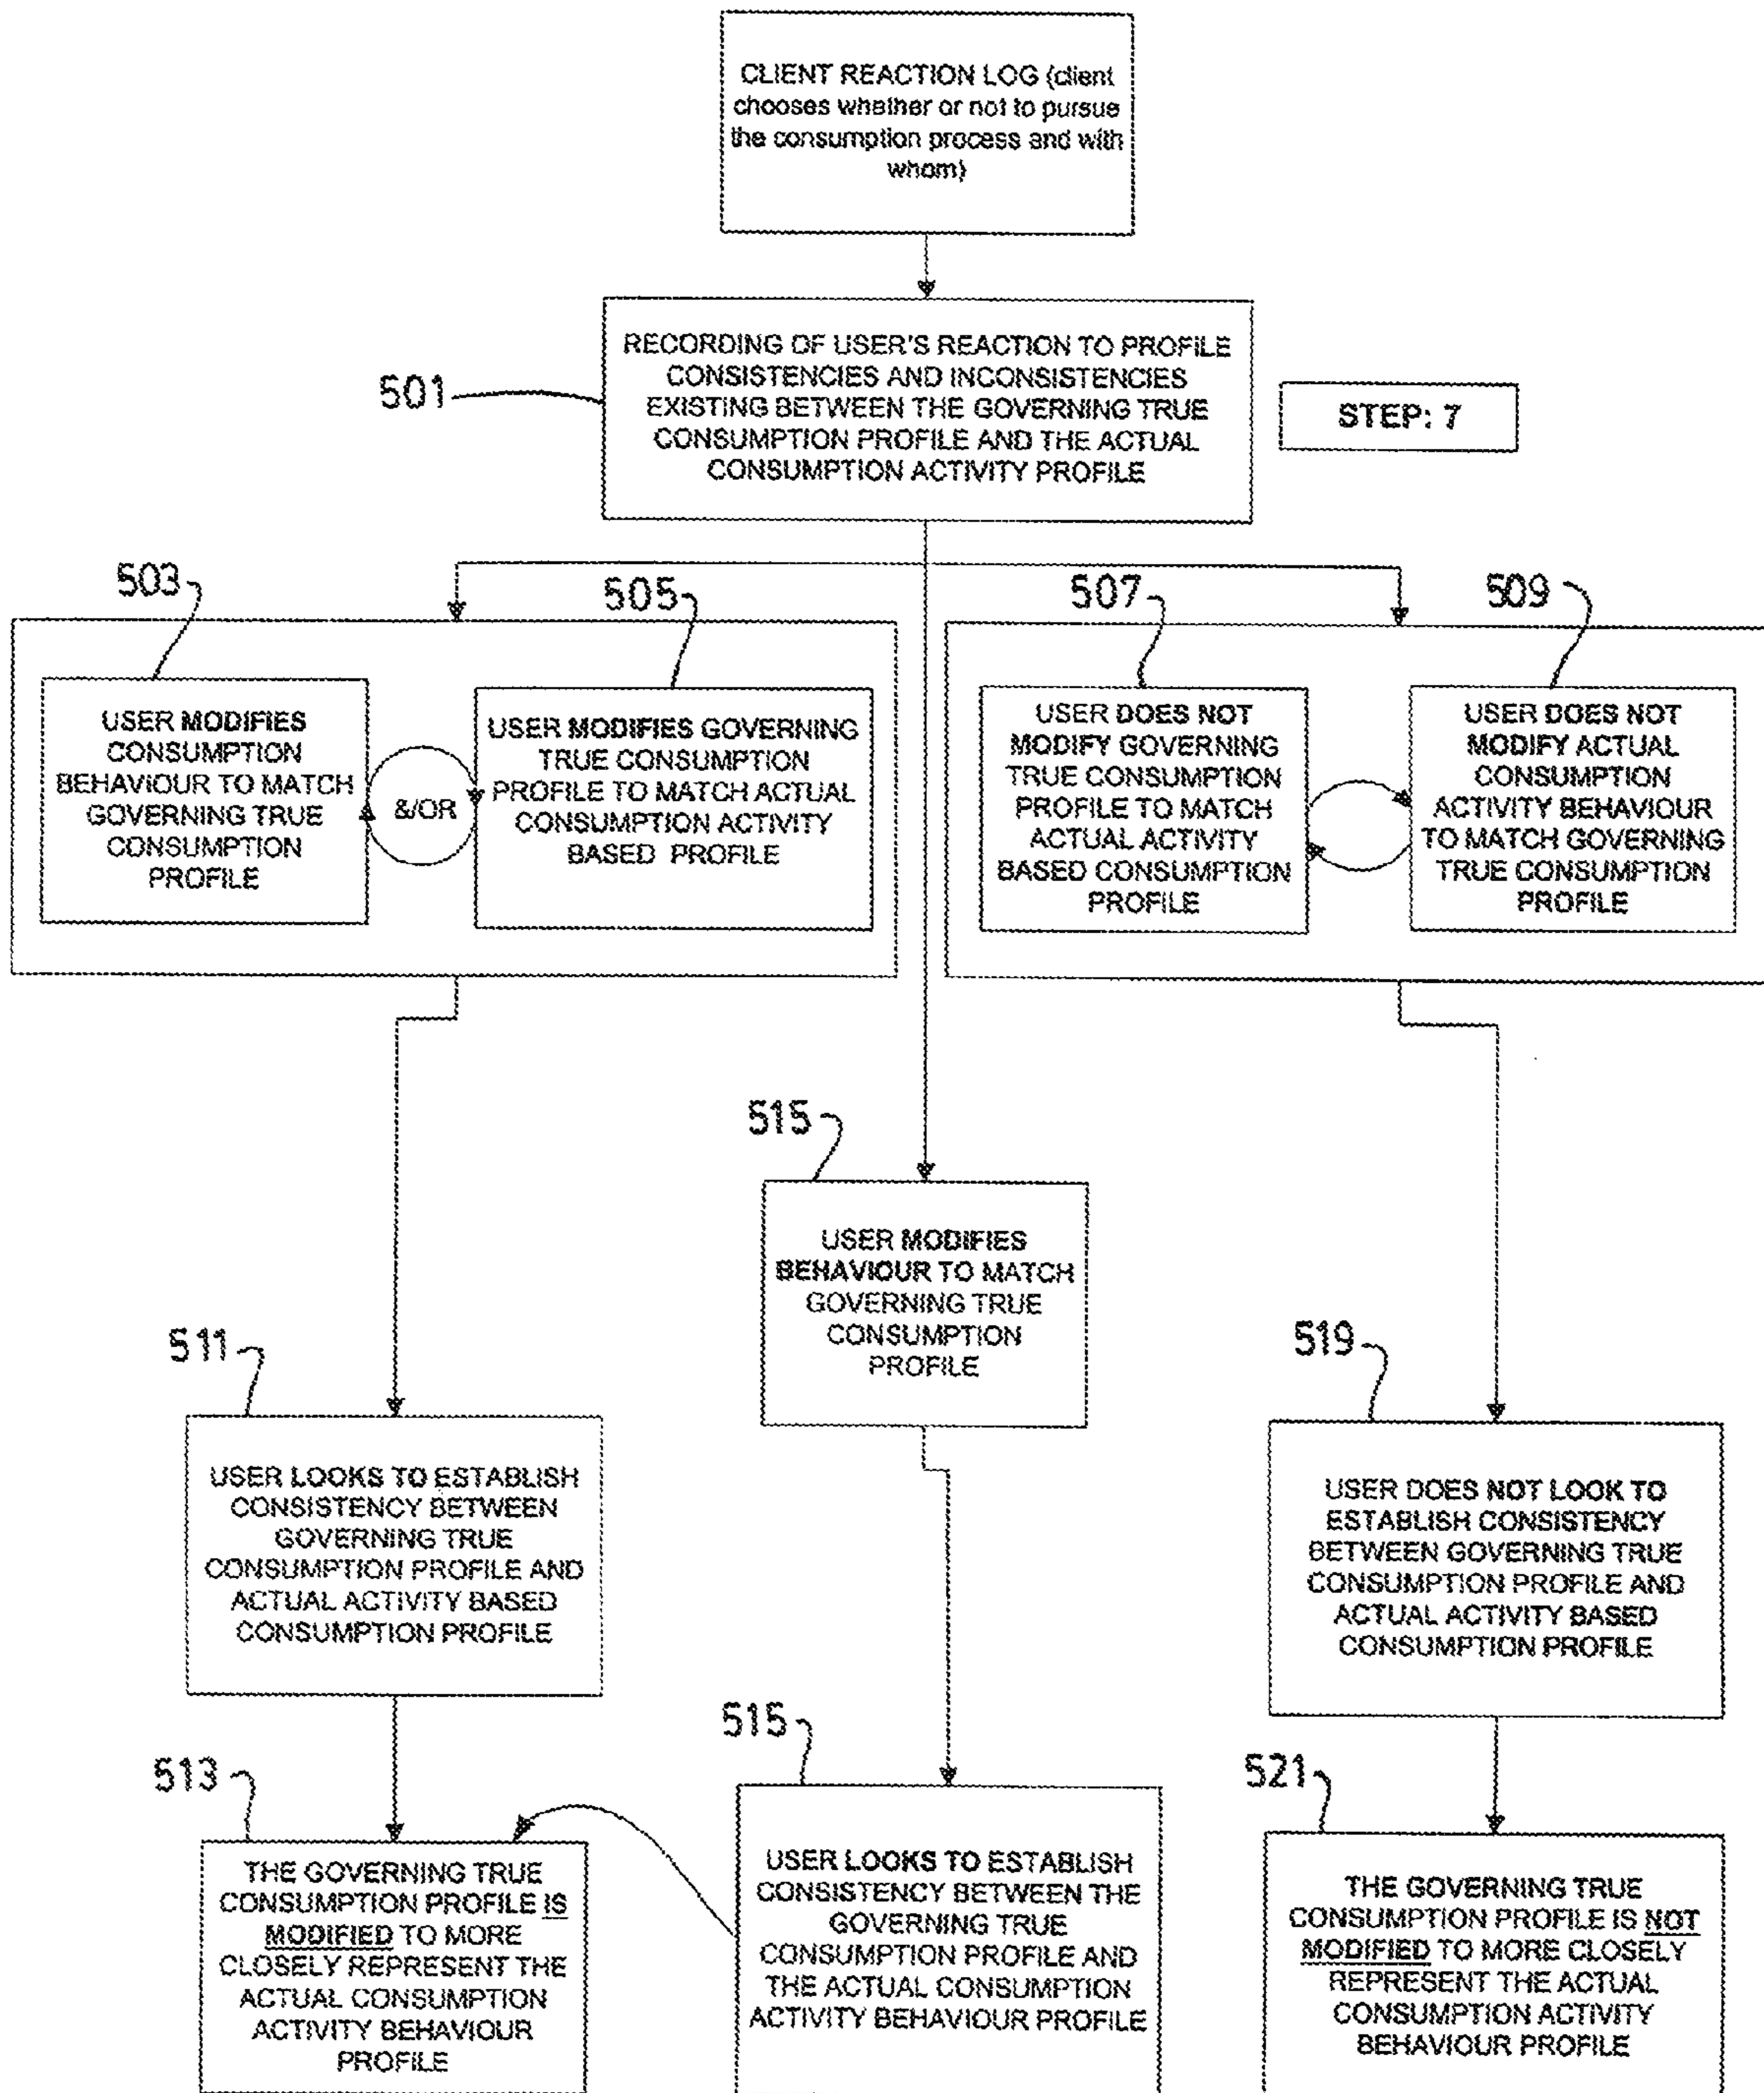 CLIENT REACTION LOG (client
chooses whether or not to pursue
the consumption process and with
whom)
501
RECORDING OF USER'S REACTION TO PROFILE
CONSISTENCIES AND INCONSISTENCIES
EXISTING BETWEEN THE GOVERNING TRUE
CONSUMPTION PROFILE AND THE ACTUAL
CONSUMPTION ACTIVITY PROFILE
STEP: 7
503
505
507
509
USER MODIFIES
CONSUMPTION
BEHAVIOUR TO MATCH
GOVERNING TRUE
CONSUMPTION
PROFILE
&/OR
USER MODIFIES GOVERNING
TRUE CONSUMPTION
PROFILE TO MATCH ACTUAL
CONSUMPTION ACTIVITY
BASED PROFILE
USER DOES NOT
MODIFY GOVERNING
TRUE CONSUMPTION
PROFILE TO MATCH
ACTUAL ACTIVITY
BASED CONSUMPTION
PROFILE
USER DOES NOT
MODIFY ACTUAL
CONSUMPTION
ACTIVITY BEHAVIOUR
TO MATCH GOVERNING
TRUE CONSUMPTION
PROFILE
515
USER MODIFIES
BEHAVIOUR TO MATCH
GOVERNING TRUE
CONSUMPTION
PROFILE
511
USER LOOKS TO ESTABLISH
CONSISTENCY BETWEEN
GOVERNING TRUE
CONSUMPTION PROFILE AND
ACTUAL ACTIVITY BASED
CONSUMPTION PROFILE
519
USER DOES NOT LOOK TO
ESTABLISH CONSISTENCY
BETWEEN GOVERNING TRUE
CONSUMPTION PROFILE AND
ACTUAL ACTIVITY BASED
CONSUMPTION PROFILE
513
THE GOVERNING TRUE
CONSUMPTION PROFILE IS
MODIFIED TO MORE
CLOSELY REPRESENT THE
ACTUAL CONSUMPTION
ACTIVITY BEHAVIOUR
PROFILE
515
USER LOOKS TO ESTABLISH
CONSISTENCY BETWEEN THE
GOVERNING TRUE
CONSUMPTION PROFILE AND
THE ACTUAL CONSUMPTION
ACTIVITY BEHAVIOUR PROFILE
521
THE GOVERNING TRUE
CONSUMPTION PROFILE IS NOT
MODIFIED TO MORE CLOSELY
REPRESENT THE ACTUAL
CONSUMPTION ACTIVITY
BEHAVIOUR PROFILE